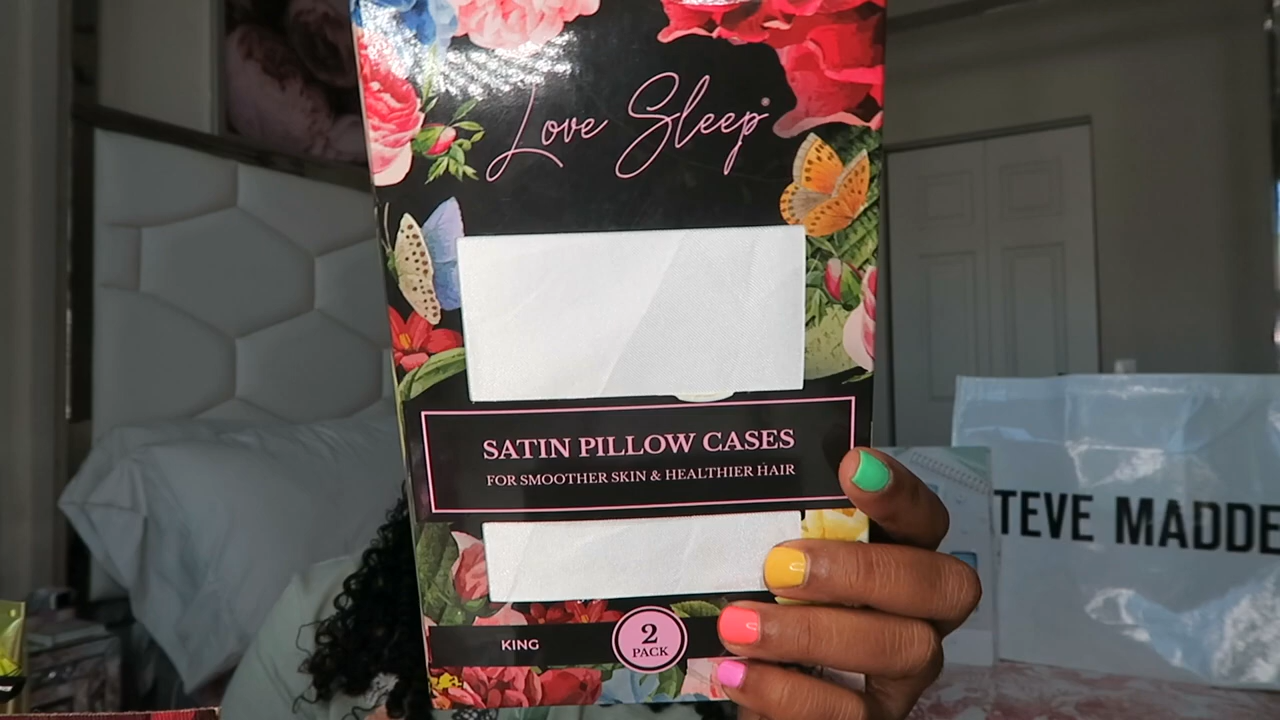 Love Sleep®
SATIN PILLOW CASES
FOR SMOOTHER SKIN & HEALTHIER HAIR
KING
2
PACK
TEVE MADDE